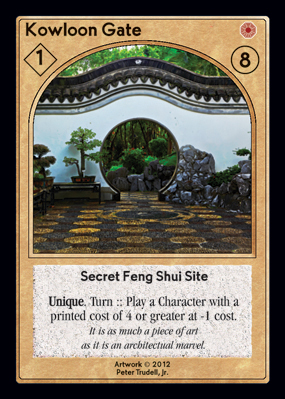 Kowloon Gate
1
8
Secret Feng Shui Site
Unique. Turn :: Play a Character with a
printed cost of 4 or greater at -1 cost.
It is as much a piece of art
as it is an architectural marvel.
Artwork © 2012
Peter Trudell, Jr.